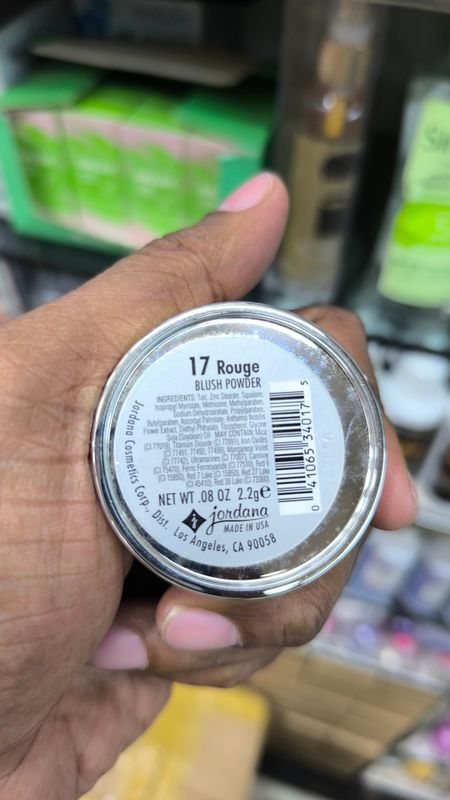 17 Rouge
BLUSH POWDER
INGREDIENTS: Talc, Zinc Stearate, Squalane,
Isopropyl Myristate, Methicone, Methylparaben,
Sodium Dehydroacetate, Propylparaben,
Butylparaben, Ascorbyl Palmitate, Anthemis Nobilis
Flower Extract, Diethyl Phthalate, Tocopherol, Glycine
Soja (Soybean) Oil. MAY CONTAIN: Mica
(CI 77019), Titanium Dioxide (CI 77891), Iron Oxides
(CI 77491, 77492, 77499), Manganese Violet
(CI 77742), Ultramarines (CI 77007), Carmine
(CI 75470), Ferric Ferrocyanide (CI 77510), Red 6
(CI 15850), Red 7 Lake (CI 15850), Red 27 Lake
(CI 45410), Red 30 Lake (CI 73360)
NET WT .08 OZ 2.2g e
jordana
MADE IN USA
Jordana Cosmetics Corp., Dist. Los Angeles, CA 90058
0 41065 34017 5